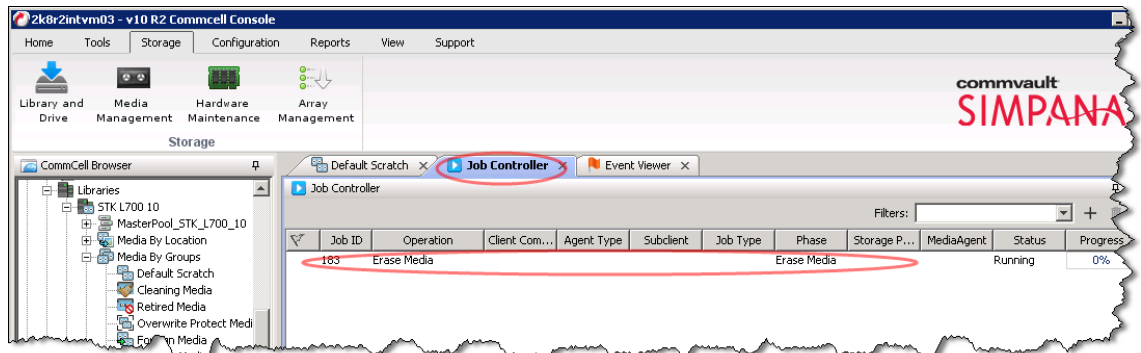 2k8r2intvm03 - v10 R2 Commcell Console
Home Tools Storage Configuration Reports View Support
Library and Drive Media Management Hardware Maintenance Array Management
Storage
commvault
SIMPANA
CommCell Browser
Default Scratch Job Controller Event Viewer
Libraries
STK L700 10
MasterPool_STK_L700_10
Media By Location
Media By Groups
Default Scratch
Cleaning Media
Retired Media
Overwrite Protect Medi
Job Controller
Filters:
Job ID Operation Client Com... Agent Type Subclient Job Type Phase Storage P... MediaAgent Status Progress
183 Erase Media Erase Media Running 0%